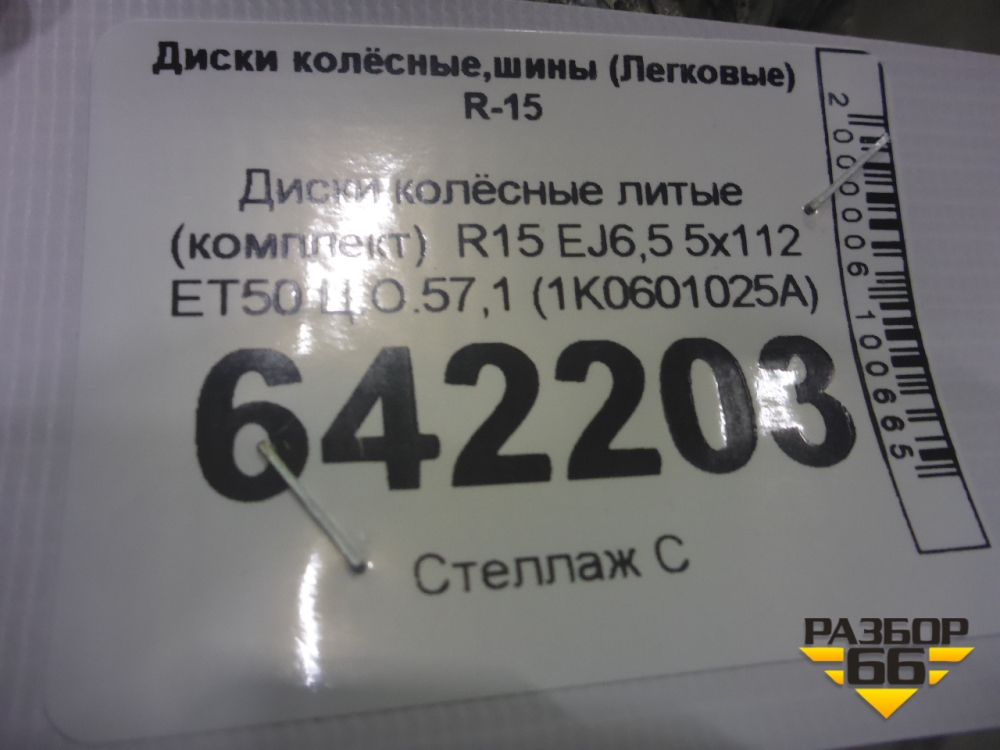 Диски колёсные,шины (Легковые)
R-15
Диски колёсные литые
(комплект) R15 EJ6,5 5x112
ET50 Ц.О.57,1 (1K0601025A)
642203
Стеллаж С
2000006100665
РАЗБОР
66